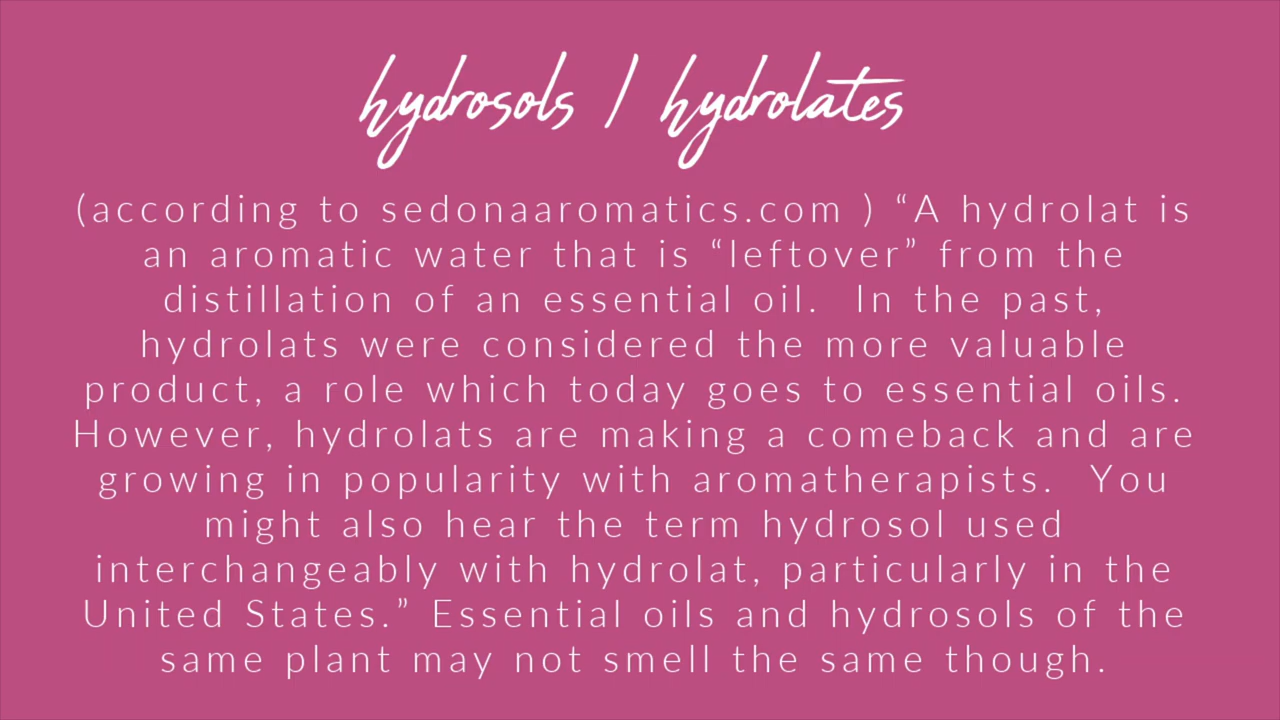 hydrosols / hydrolates
(according to sedonaaromatics.com ) “A hydrolat is
an aromatic water that is “leftover” from the
distillation of an essential oil.  In the past,
hydrolats were considered the more valuable
product, a role which today goes to essential oils.
However, hydrolats are making a comeback and are
growing in popularity with aromatherapists.  You
might also hear the term hydrosol used
interchangeably with hydrolat, particularly in the
United States.” Essential oils and hydrosols of the
same plant may not smell the same though.